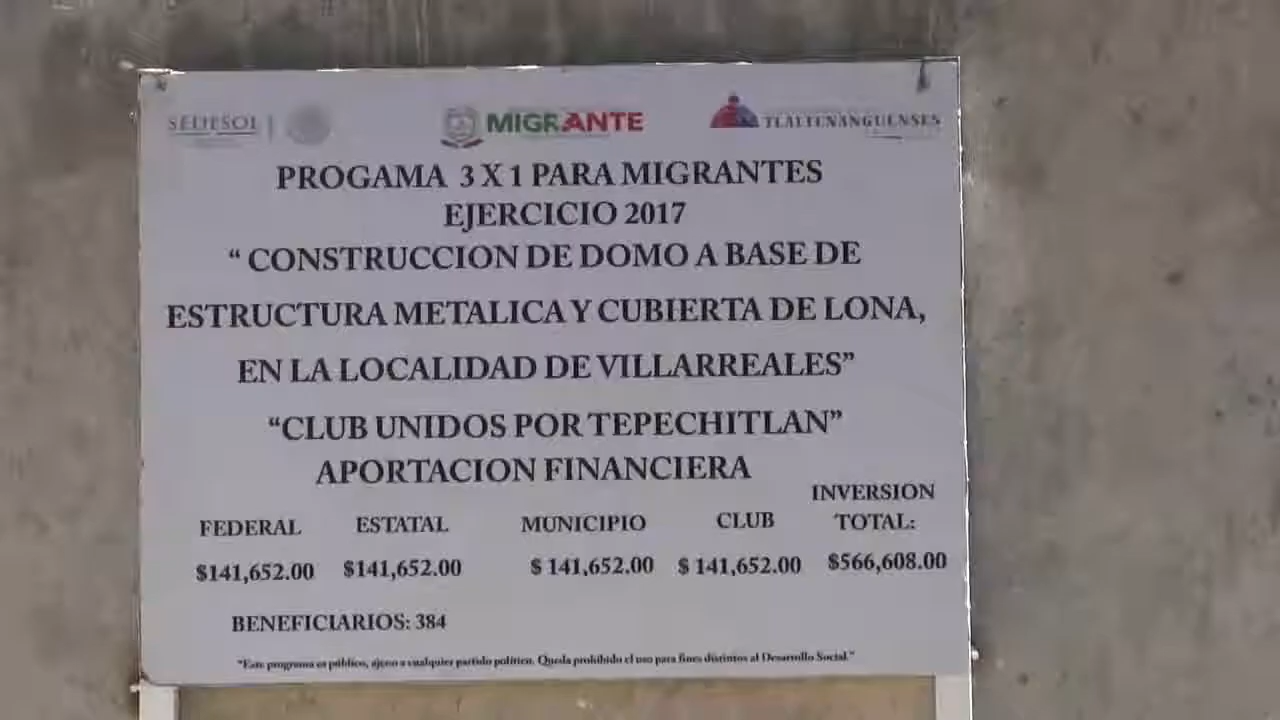 SEDESOL MIGRANTE TLALTENANGUENSES
PROGAMA 3 X 1 PARA MIGRANTES
EJERCICIO 2017
“ CONSTRUCCION DE DOMO A BASE DE
ESTRUCTURA METALICA Y CUBIERTA DE LONA,
EN LA LOCALIDAD DE VILLARREALES”
“CLUB UNIDOS POR TEPECHITLAN”
APORTACION FINANCIERA
FEDERAL ESTATAL MUNICIPIO CLUB INVERSION TOTAL:
$141,652.00 $141,652.00 $ 141,652.00 $ 141,652.00 $566,608.00
BENEFICIARIOS: 384
“Este programa es público, ajeno a cualquier partido político. Queda prohibido el uso para fines distintos al Desarrollo Social.”